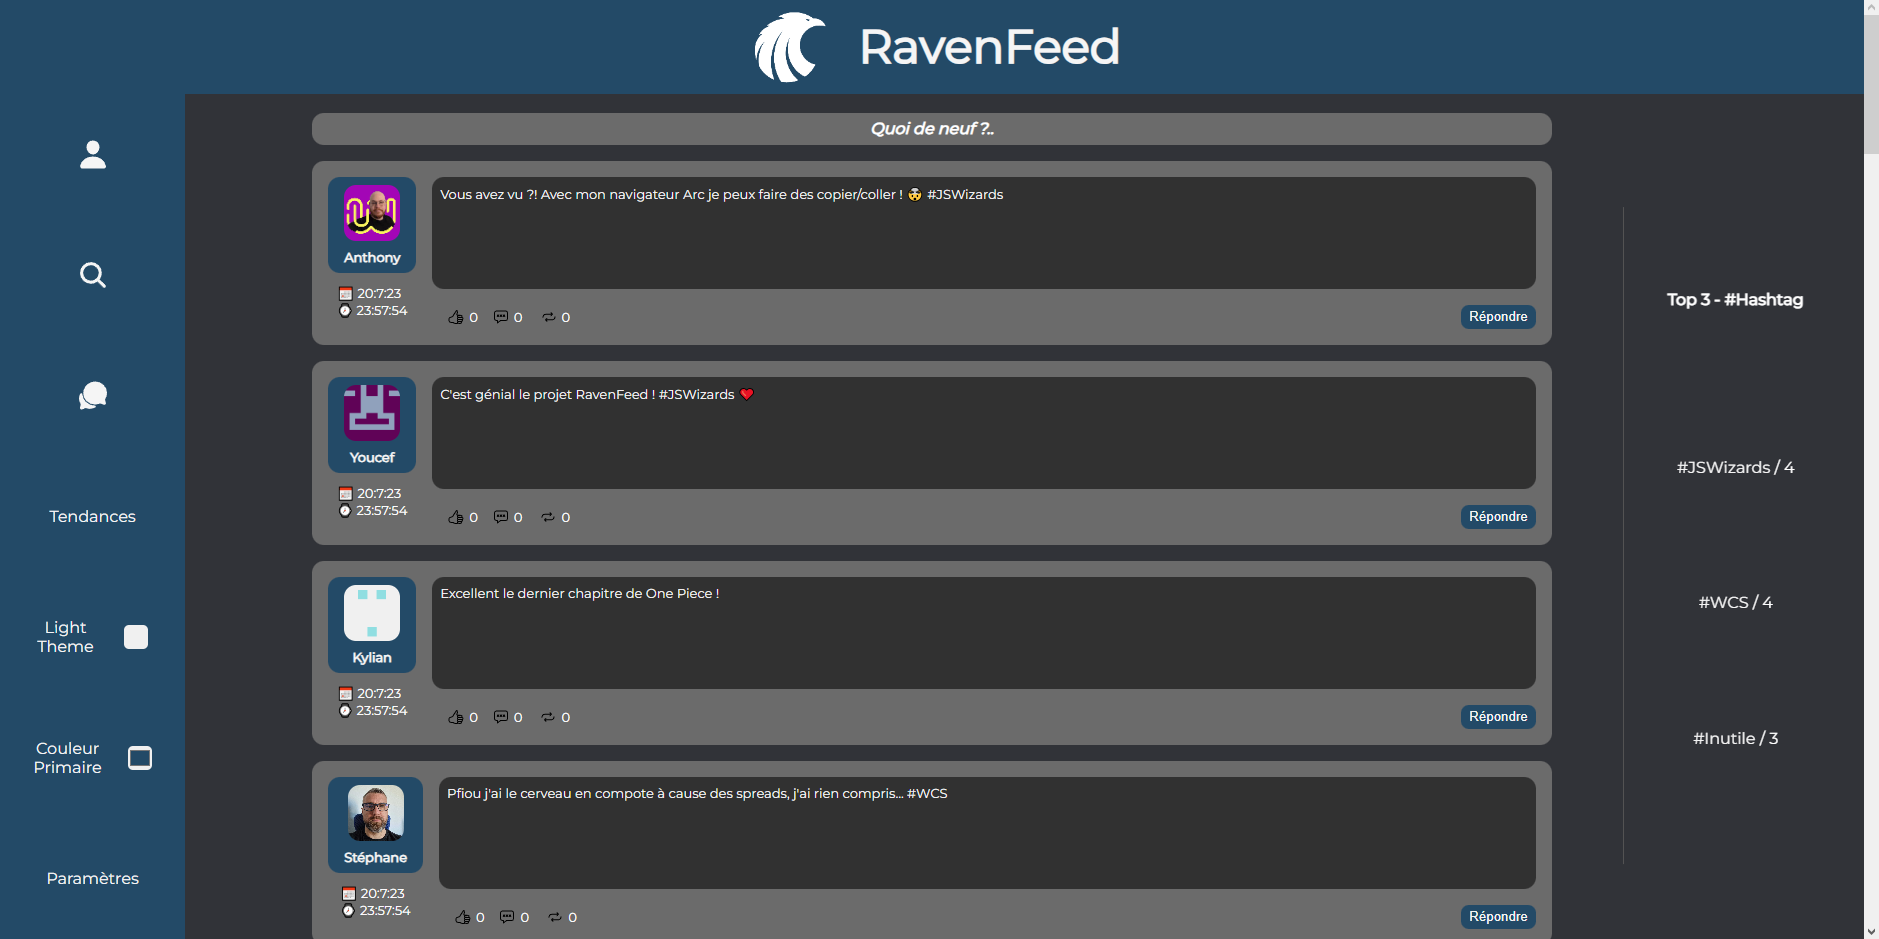 RavenFeed
Quoi de neuf ?..
Vous avez vu ?! Avec mon navigateur Arc je peux faire des copier/coller ! 🤯 #JSWizards
Anthony
20:7:23
23:57:54
0 0 0
Répondre
C'est génial le projet RavenFeed ! #JSWizards ❤️
Youcef
20:7:23
23:57:54
0 0 0
Répondre
Excellent le dernier chapitre de One Piece !
Kylian
20:7:23
23:57:54
0 0 0
Répondre
Pfiou j'ai le cerveau en compote à cause des spreads, j'ai rien compris... #WCS
Stéphane
20:7:23
23:57:54
0 0 0
Répondre
Tendances
Light
Theme
Couleur
Primaire
Paramètres
Top 3 - #Hashtag
#JSWizards / 4
#WCS / 4
#Inutile / 3